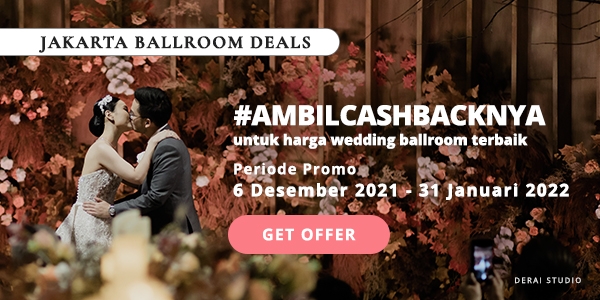 JAKARTA BALLROOM DEALS
#AMBILCASHBACKNYA
untuk harga wedding ballroom terbaik
Periode Promo
6 Desember 2021 - 31 Januari 2022
GET OFFER
DERAI STUDIO